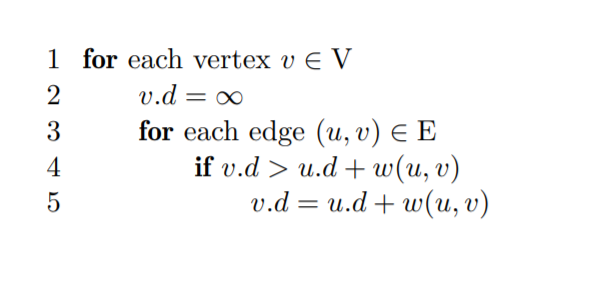 1 for each vertex v ∈ V
2 v.d = ∞
3 for each edge (u, v) ∈ E
4 if v.d > u.d + w(u, v)
5 v.d = u.d + w(u, v)